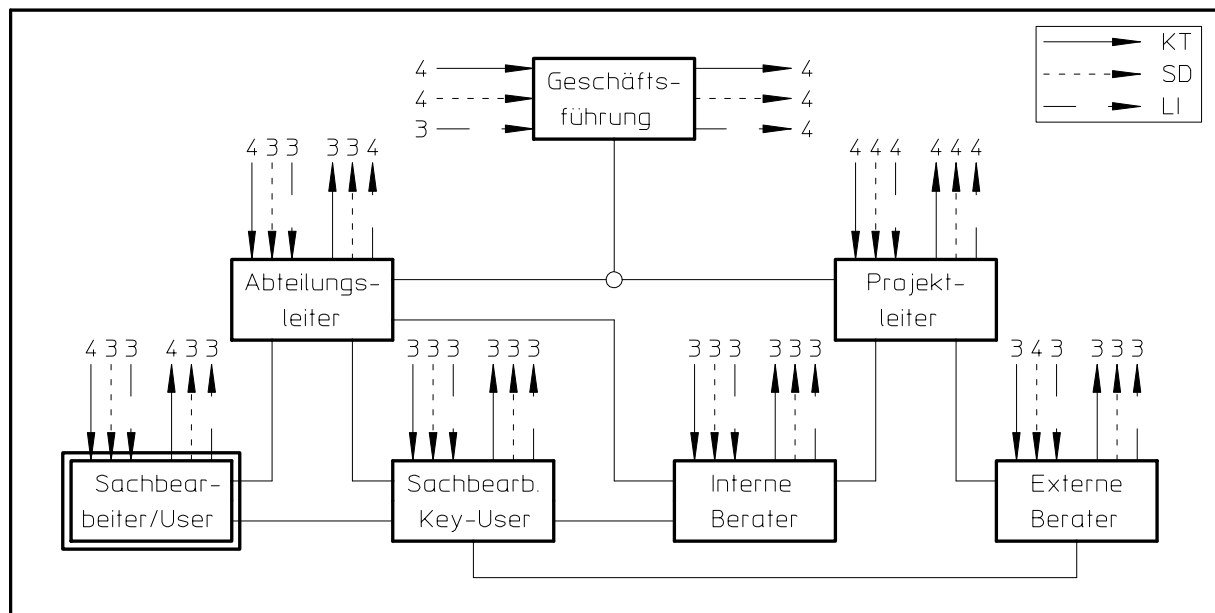 KT
SD
LI
4 4
4 4
3 4
Geschäfts-
führung
4 3 3 3 3 4
4 4 4 4 4 4
Abteilungs-
leiter
Projekt-
leiter
4 3 3 4 3 3
3 3 3 3 3 3
3 3 3 3 3 3
3 4 3 3 3 3
Sachbear-
beiter/User
Sachbearb.
Key-User
Interne
Berater
Externe
Berater